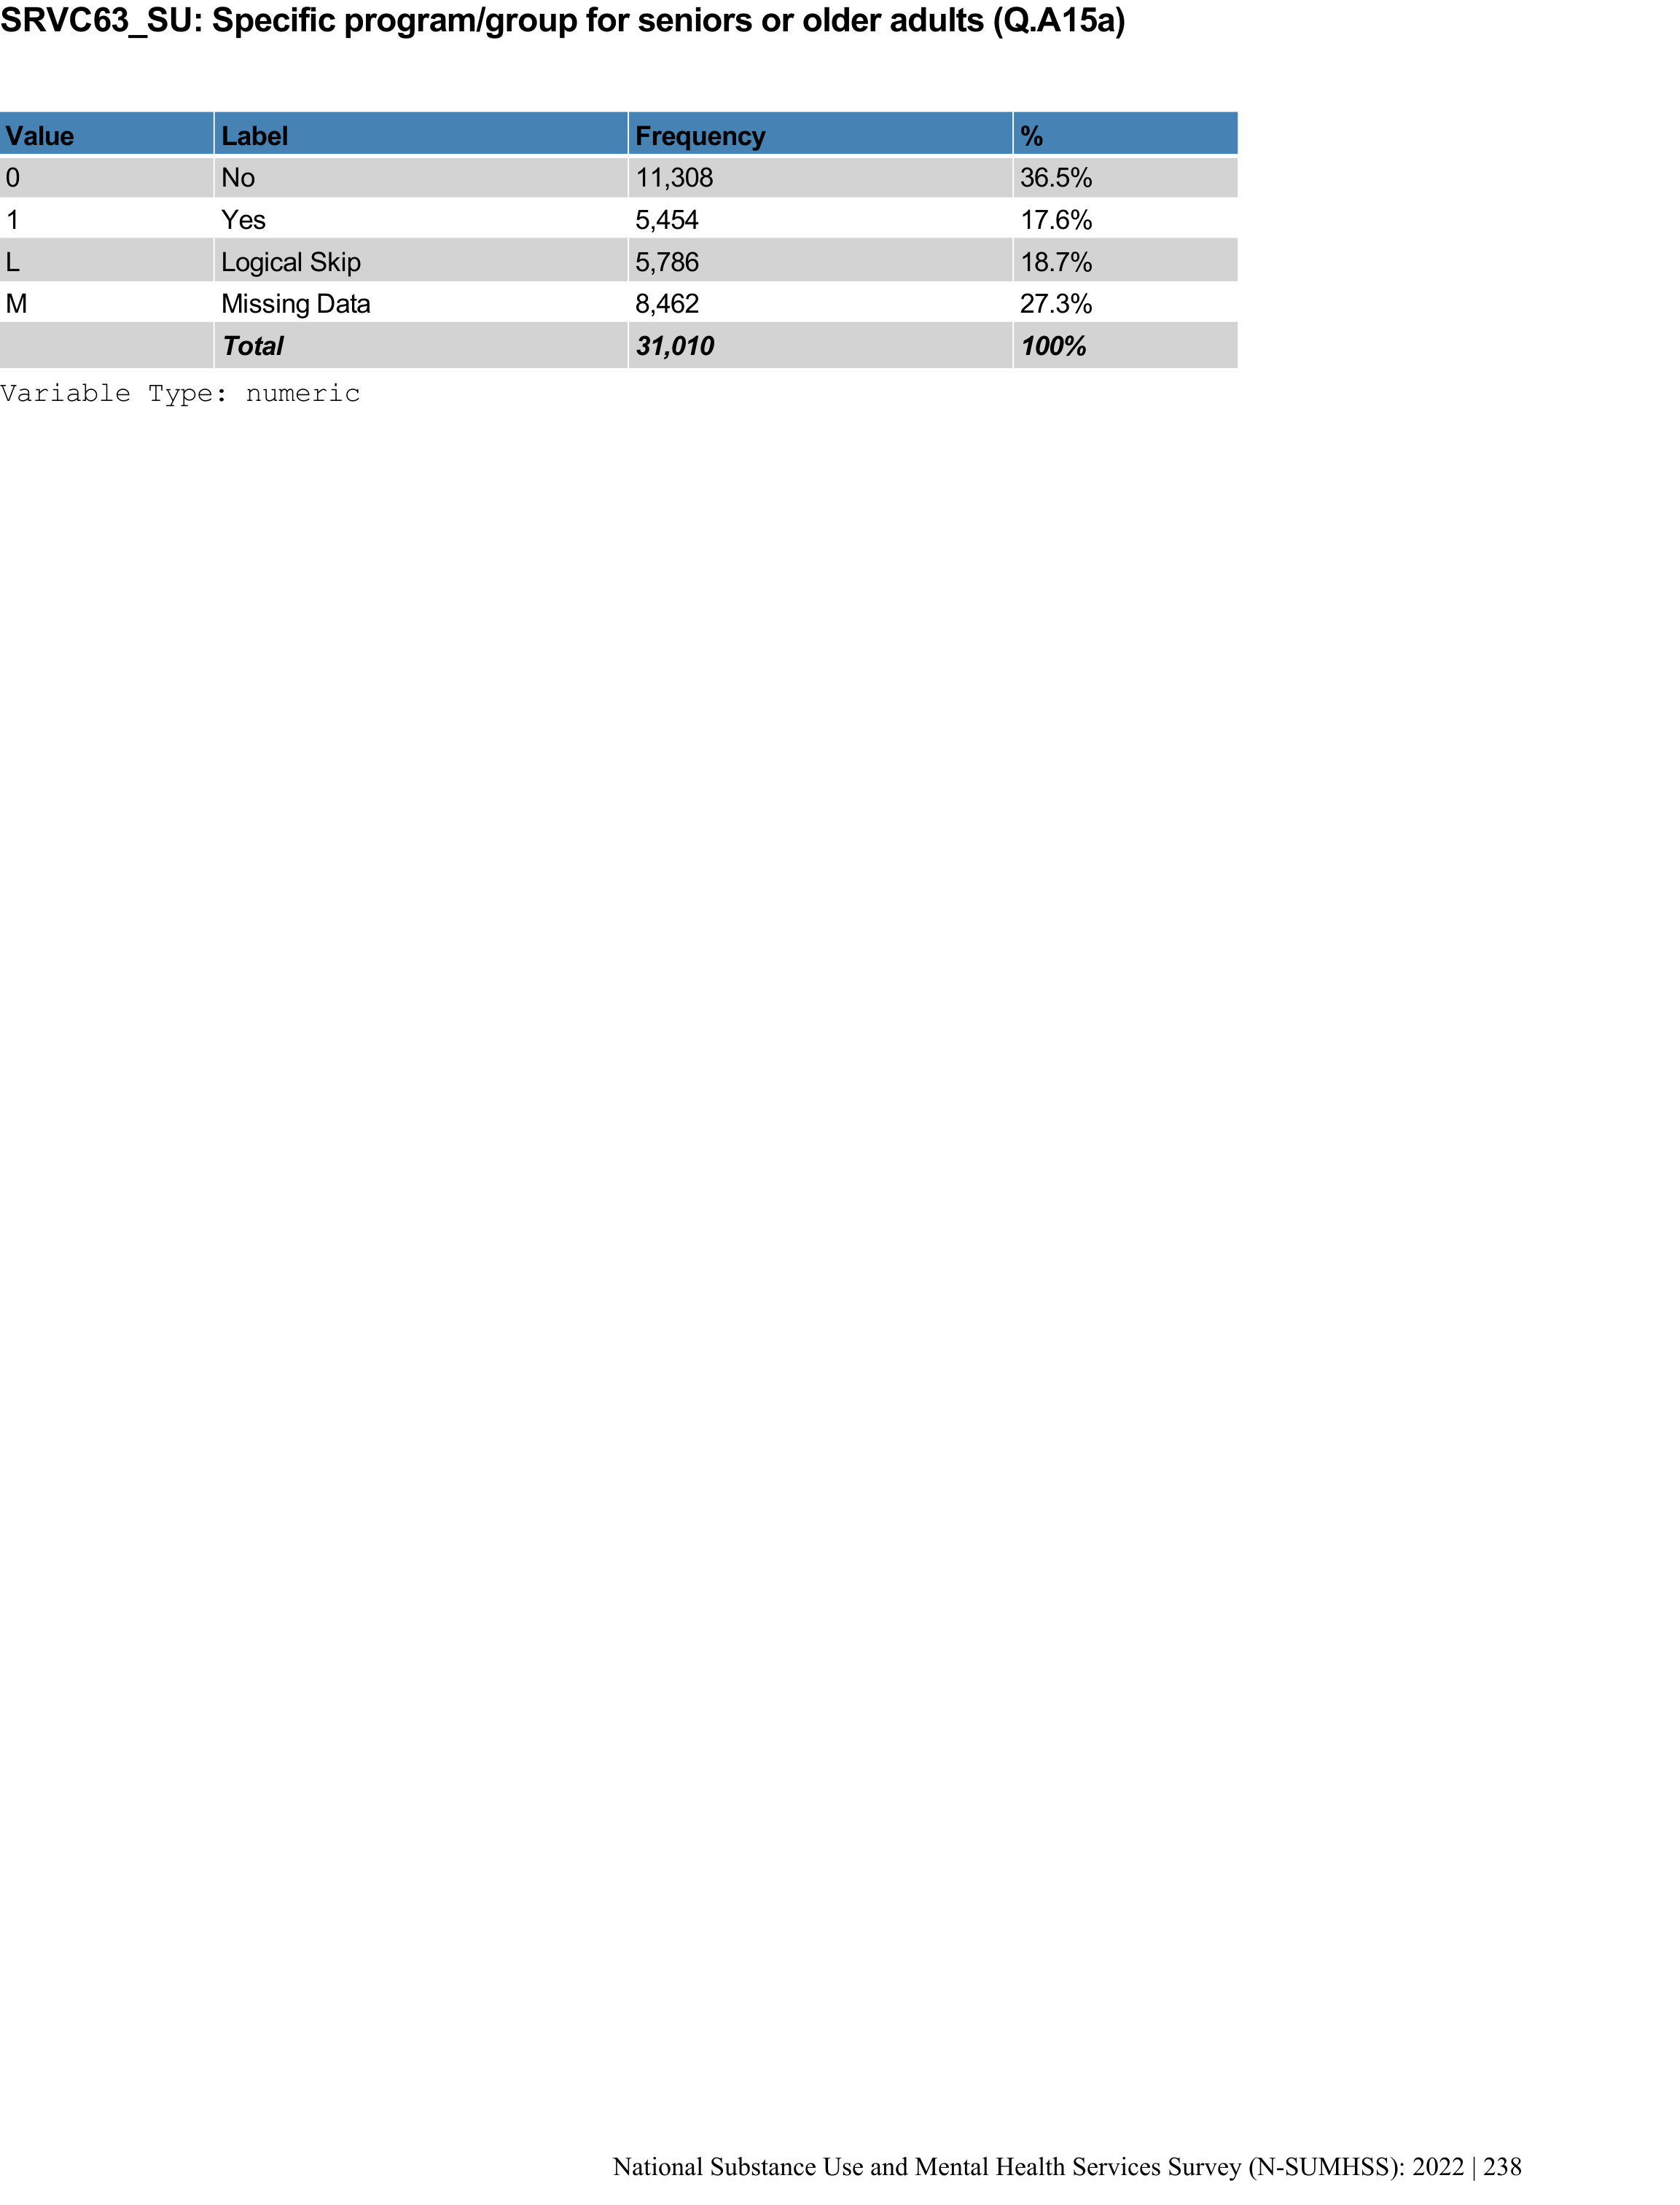 SRVC63_SU: Specific program/group for seniors or older adults (Q.A15a)
Value Label Frequency %
0 No 11,308 36.5%
1 Yes 5,454 17.6%
L Logical Skip 5,786 18.7%
M Missing Data 8,462 27.3%
Total 31,010 100%
Variable Type: numeric
National Substance Use and Mental Health Services Survey (N-SUMHSS): 2022 | 238